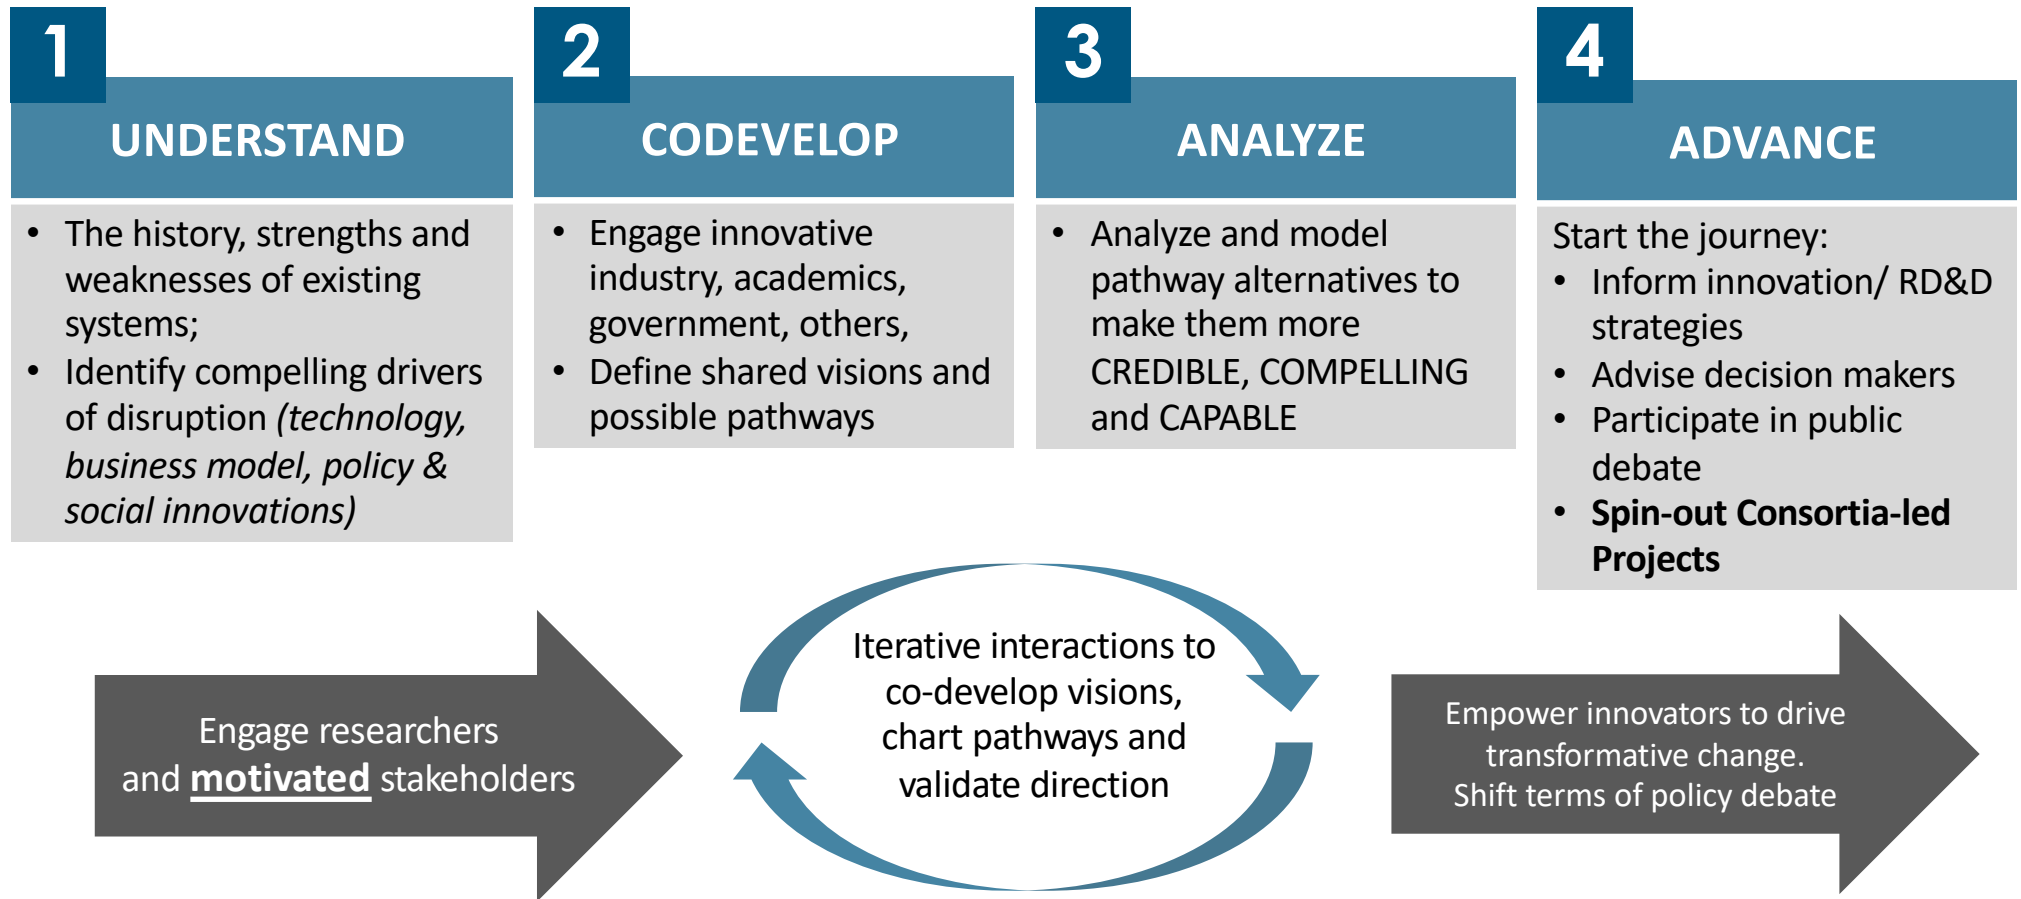 1
UNDERSTAND
• The history, strengths and
weaknesses of existing
systems;
• Identify compelling drivers
of disruption (technology,
business model, policy &
social innovations)
2
CODEVELOP
• Engage innovative
industry, academics,
government, others,
• Define shared visions and
possible pathways
3
ANALYZE
• Analyze and model
pathway alternatives to
make them more
CREDIBLE, COMPELLING
and CAPABLE
4
ADVANCE
Start the journey:
• Inform innovation/ RD&D
strategies
• Advise decision makers
• Participate in public
debate
• Spin-out Consortia-led
Projects
Engage researchers
and motivated stakeholders
Iterative interactions to
co-develop visions,
chart pathways and
validate direction
Empower innovators to drive
transformative change.
Shift terms of policy debate